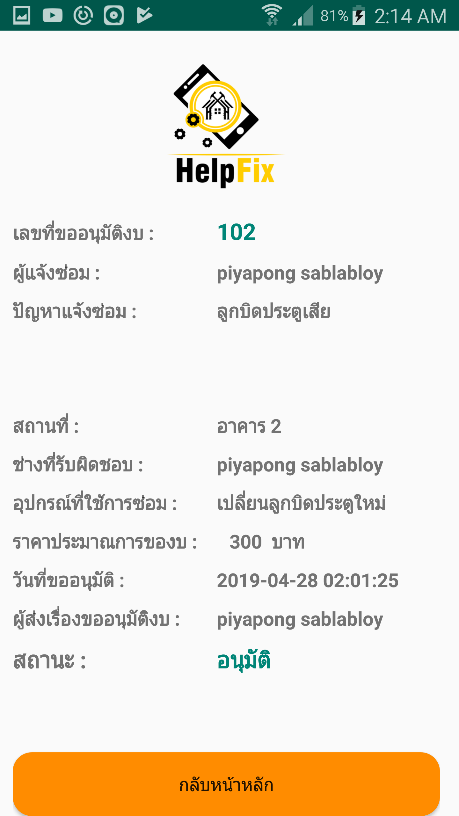 81% 2:14 AM
HelpFix
เลขที่ขออนุมัติงบ : 102
ผู้แจ้งซ่อม : piyapong sablabloy
ปัญหาแจ้งซ่อม : ลูกบิดประตูเสีย
สถานที่ : อาคาร 2
ช่างที่รับผิดชอบ : piyapong sablabloy
อุปกรณ์ที่ใช้การซ่อม : เปลี่ยนลูกบิดประตูใหม่
ราคาประมาณการของบ : 300 บาท
วันที่ขออนุมัติ : 2019-04-28 02:01:25
ผู้ส่งเรื่องขออนุมัติงบ : piyapong sablabloy
สถานะ : อนุมัติ
กลับหน้าหลัก